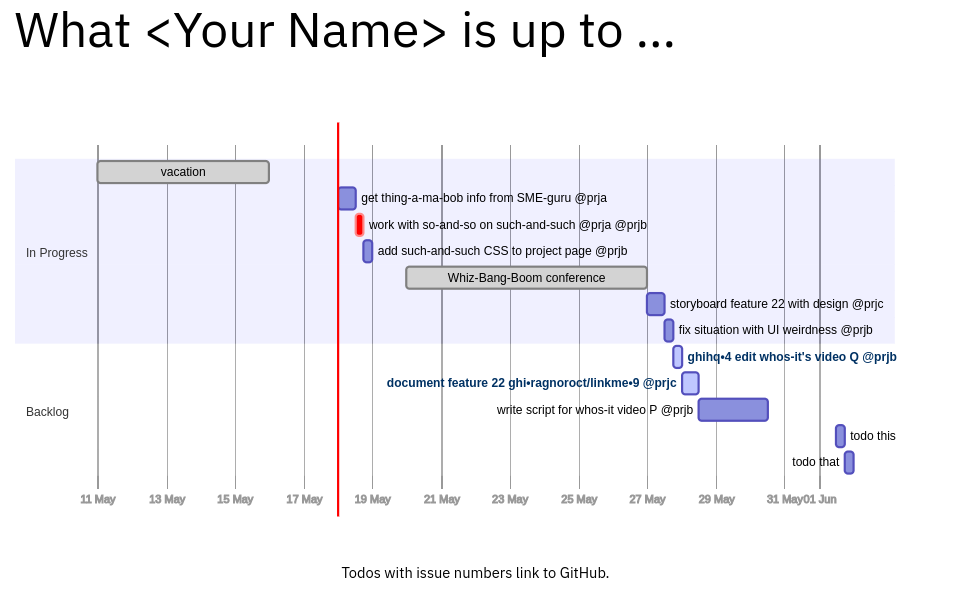 What <Your Name> is up to ...
vacation
get thing-a-ma-bob info from SME-guru @prja
work with so-and-so on such-and-such @prja @prjb
In Progress
add such-and-such CSS to project page @prjb
Whiz-Bang-Boom conference
storyboard feature 22 with design @prjc
fix situation with UI weirdness @prjb
ghihq•4 edit whos-it's video Q @prjb
document feature 22 ghi•ragnoroct/linkme•9 @prjc
Backlog
write script for whos-it video P @prjb
todo this
todo that
11 May 13 May 15 May 17 May 19 May 21 May 23 May 25 May 27 May 29 May 31 May 01 Jun
Todos with issue numbers link to GitHub.